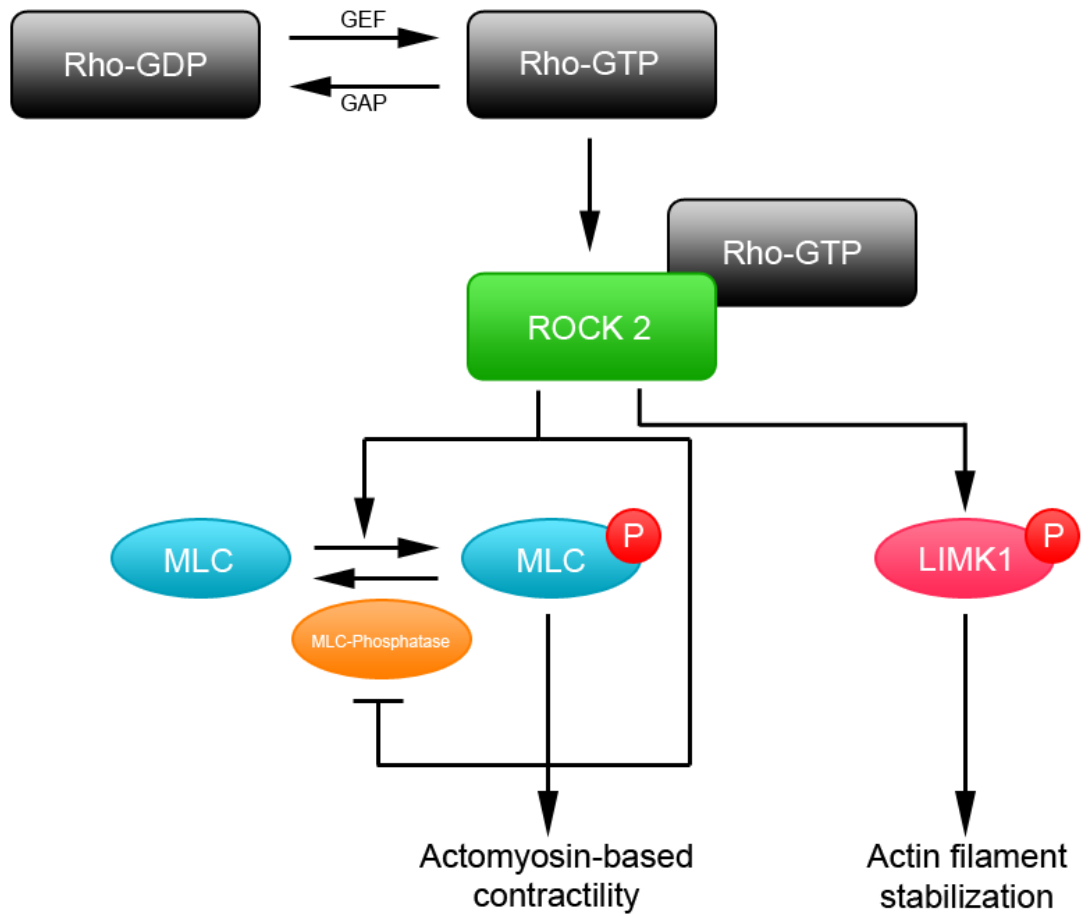 Rho-GDP
GEF
GAP
Rho-GTP
Rho-GTP
ROCK 2
MLC
MLC
P
MLC-Phosphatase
LIMK1
P
Actomyosin-based
contractility
Actin filament
stabilization